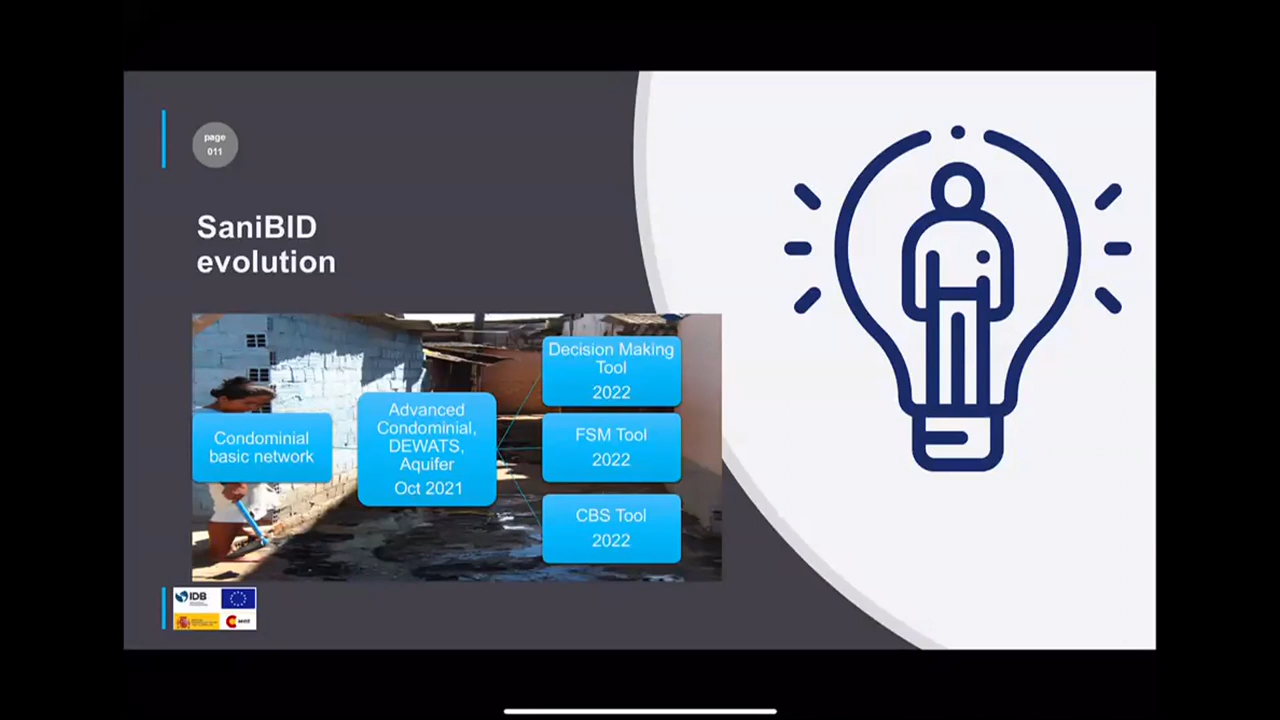 page
011
SaniBID
evolution
Condominial
basic network
Advanced
Condominial,
DEWATS,
Aquifer
Oct 2021
Decision Making
Tool
2022
FSM Tool
2022
CBS Tool
2022
IDB